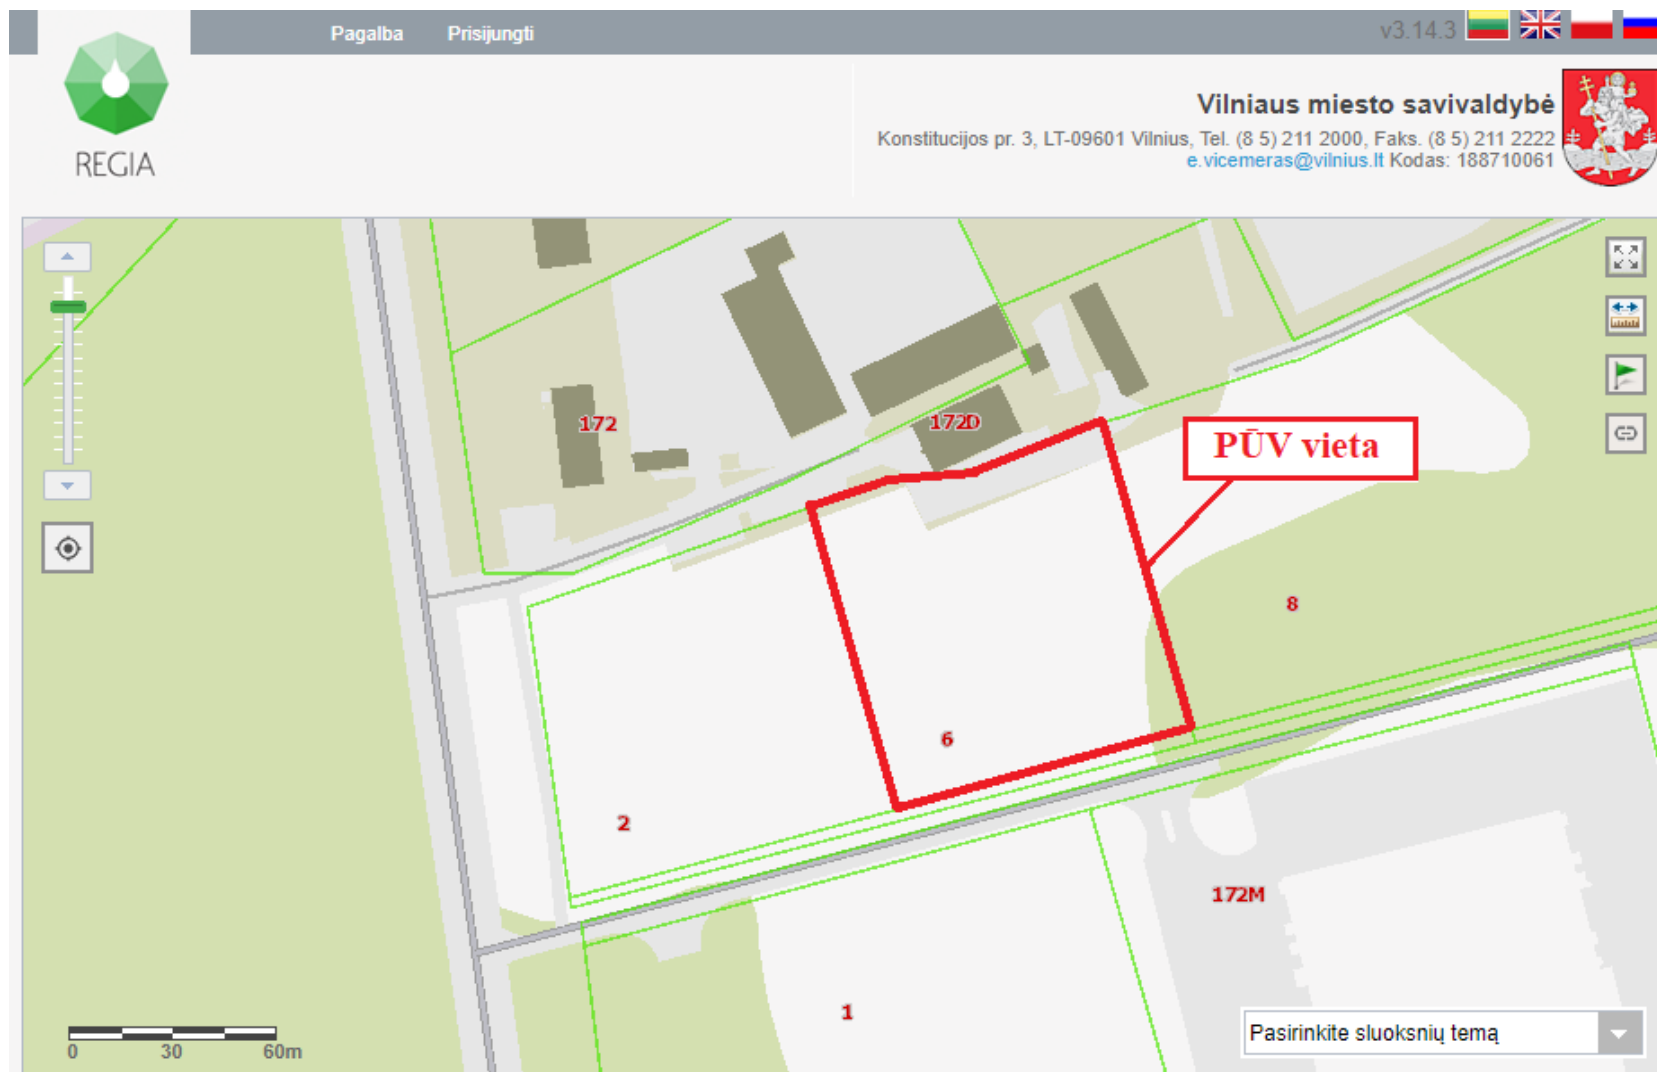 Pagalba Prisijungti v3.14.3
REGIA
Vilniaus miesto savivaldybė
Konstitucijos pr. 3, LT-09601 Vilnius, Tel. (8 5) 211 2000, Faks. (8 5) 211 2222
e.vicemeras@vilnius.lt Kodas: 188710061
172
172D
PŪV vieta
8
6
2
172M
1
0 30 60m
Pasirinkite sluoksnių temą